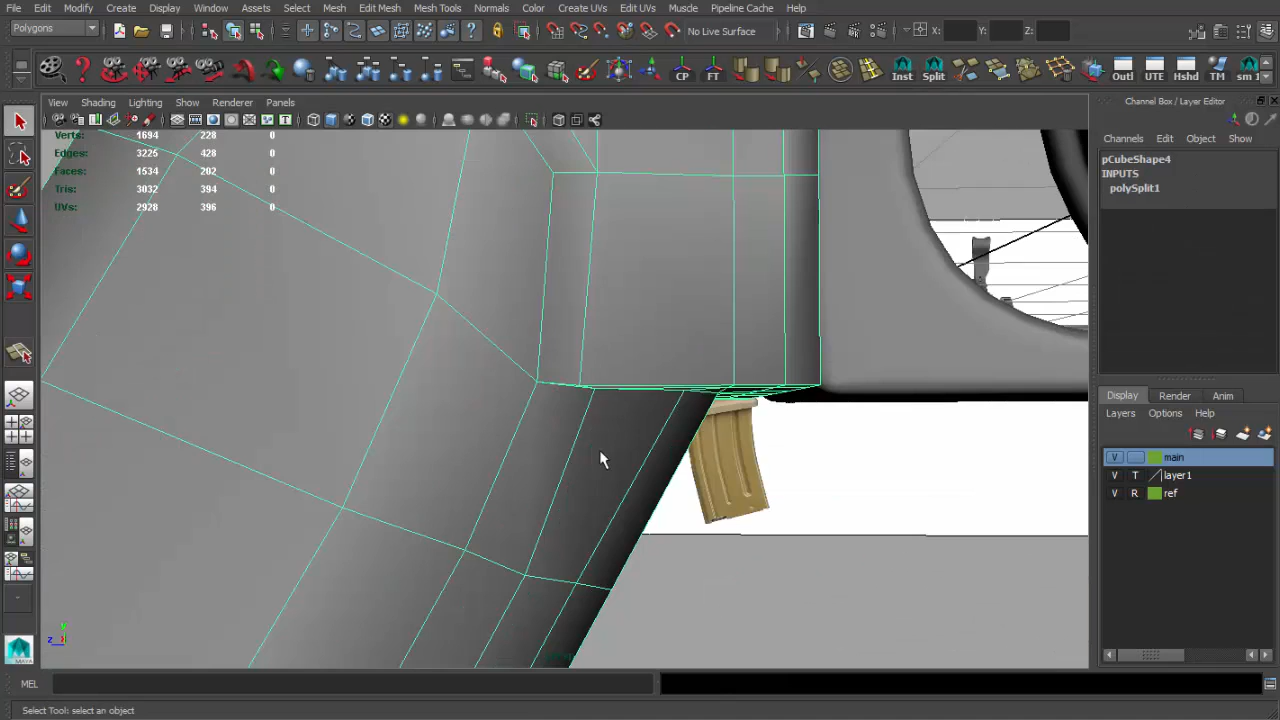 File Edit Modify Create Display Window Assets Select Mesh Edit Mesh Mesh Tools Normals Color Create UVs Edit UVs Muscle Pipeline Cache Help
Polygons No Live Surface X: Y: Z:
CP FT Inst Split Outl UTE Hshd TM sm 1
View Shading Lighting Show Renderer Panels
Channel Box / Layer Editor
Channels Edit Object Show
Verts: 1694 228 0
Edges: 3225 428 0
Faces: 1534 202 0
Tris: 3032 394 0
UVs: 2928 396 0
pCubeShape4
INPUTS
polySplit1
Display Render Anim
Layers Options Help
V main
V T layer1
V R ref
y
z x
MAYA
MEL
Select Tool: select an object